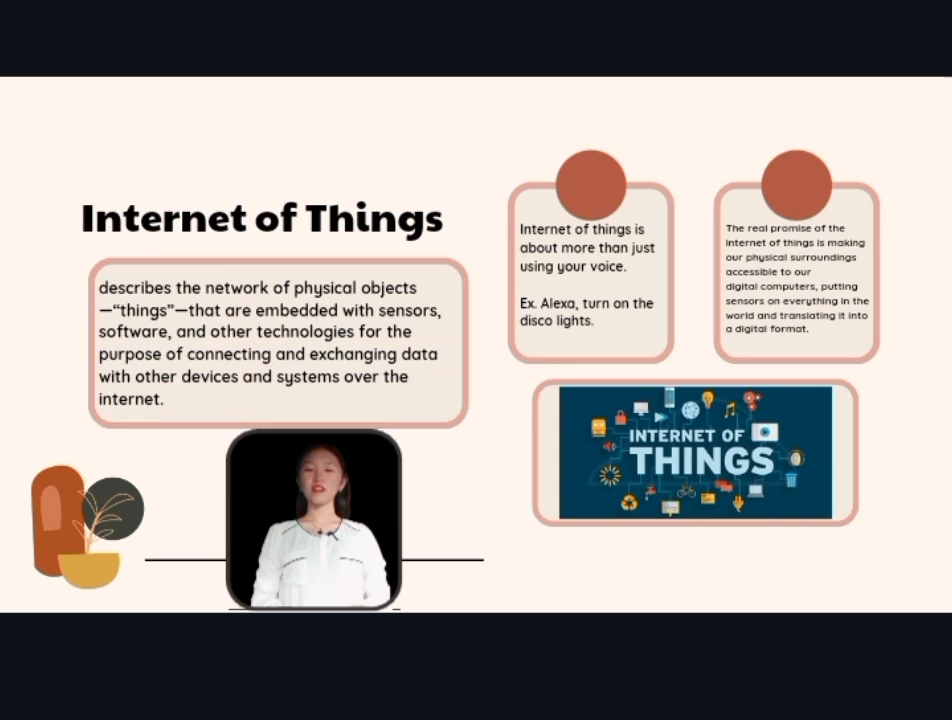 Internet of Things
describes the network of physical objects
—“things”—that are embedded with sensors,
software, and other technologies for the
purpose of connecting and exchanging data
with other devices and systems over the
internet.
Internet of things is
about more than just
using your voice.
Ex. Alexa, turn on the
disco lights.
The real promise of the
internet of things is making
our physical surroundings
accessible to our
digital computers, putting
sensors on everything in the
world and translating it into
a digital format.
INTERNET OF
THINGS